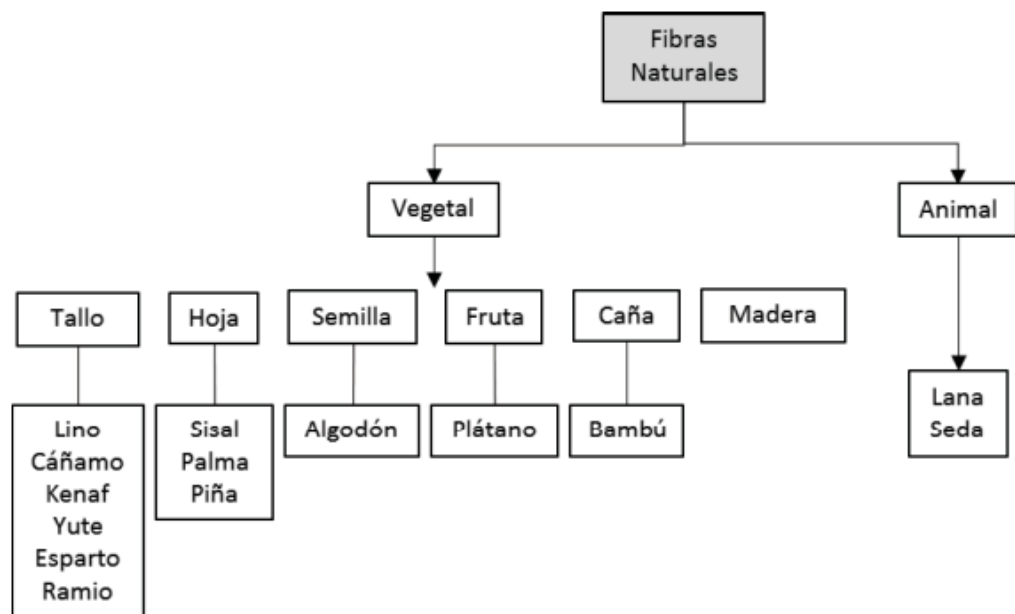 Fibras
Naturales
Vegetal
Animal
Tallo
Hoja
Semilla
Fruta
Caña
Madera
Lino
Cáñamo
Kenaf
Yute
Esparto
Ramio
Sisal
Palma
Piña
Algodón
Plátano
Bambú
Lana
Seda